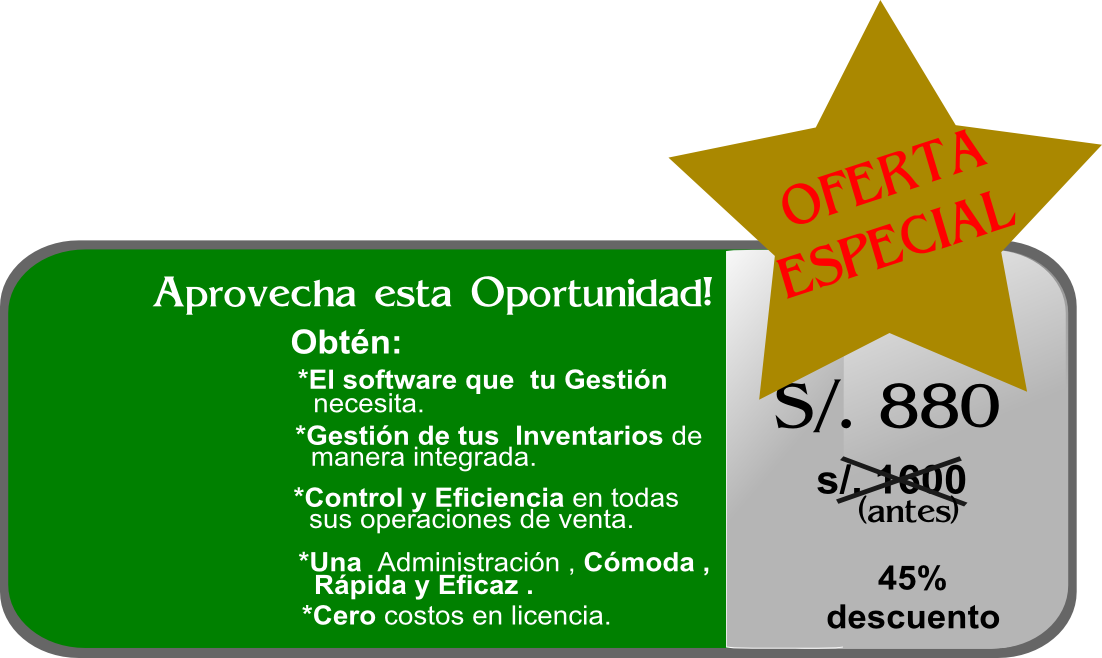 OFERTA
ESPECIAL
Aprovecha esta Oportunidad!
Obtén:
*El software que tu Gestión
necesita.
*Gestión de tus Inventarios de
manera integrada.
*Control y Eficiencia en todas
sus operaciones de venta.
*Una Administración , Cómoda ,
Rápida y Eficaz .
*Cero costos en licencia.
S/. 880
s/. 1600
(antes)
45%
descuento